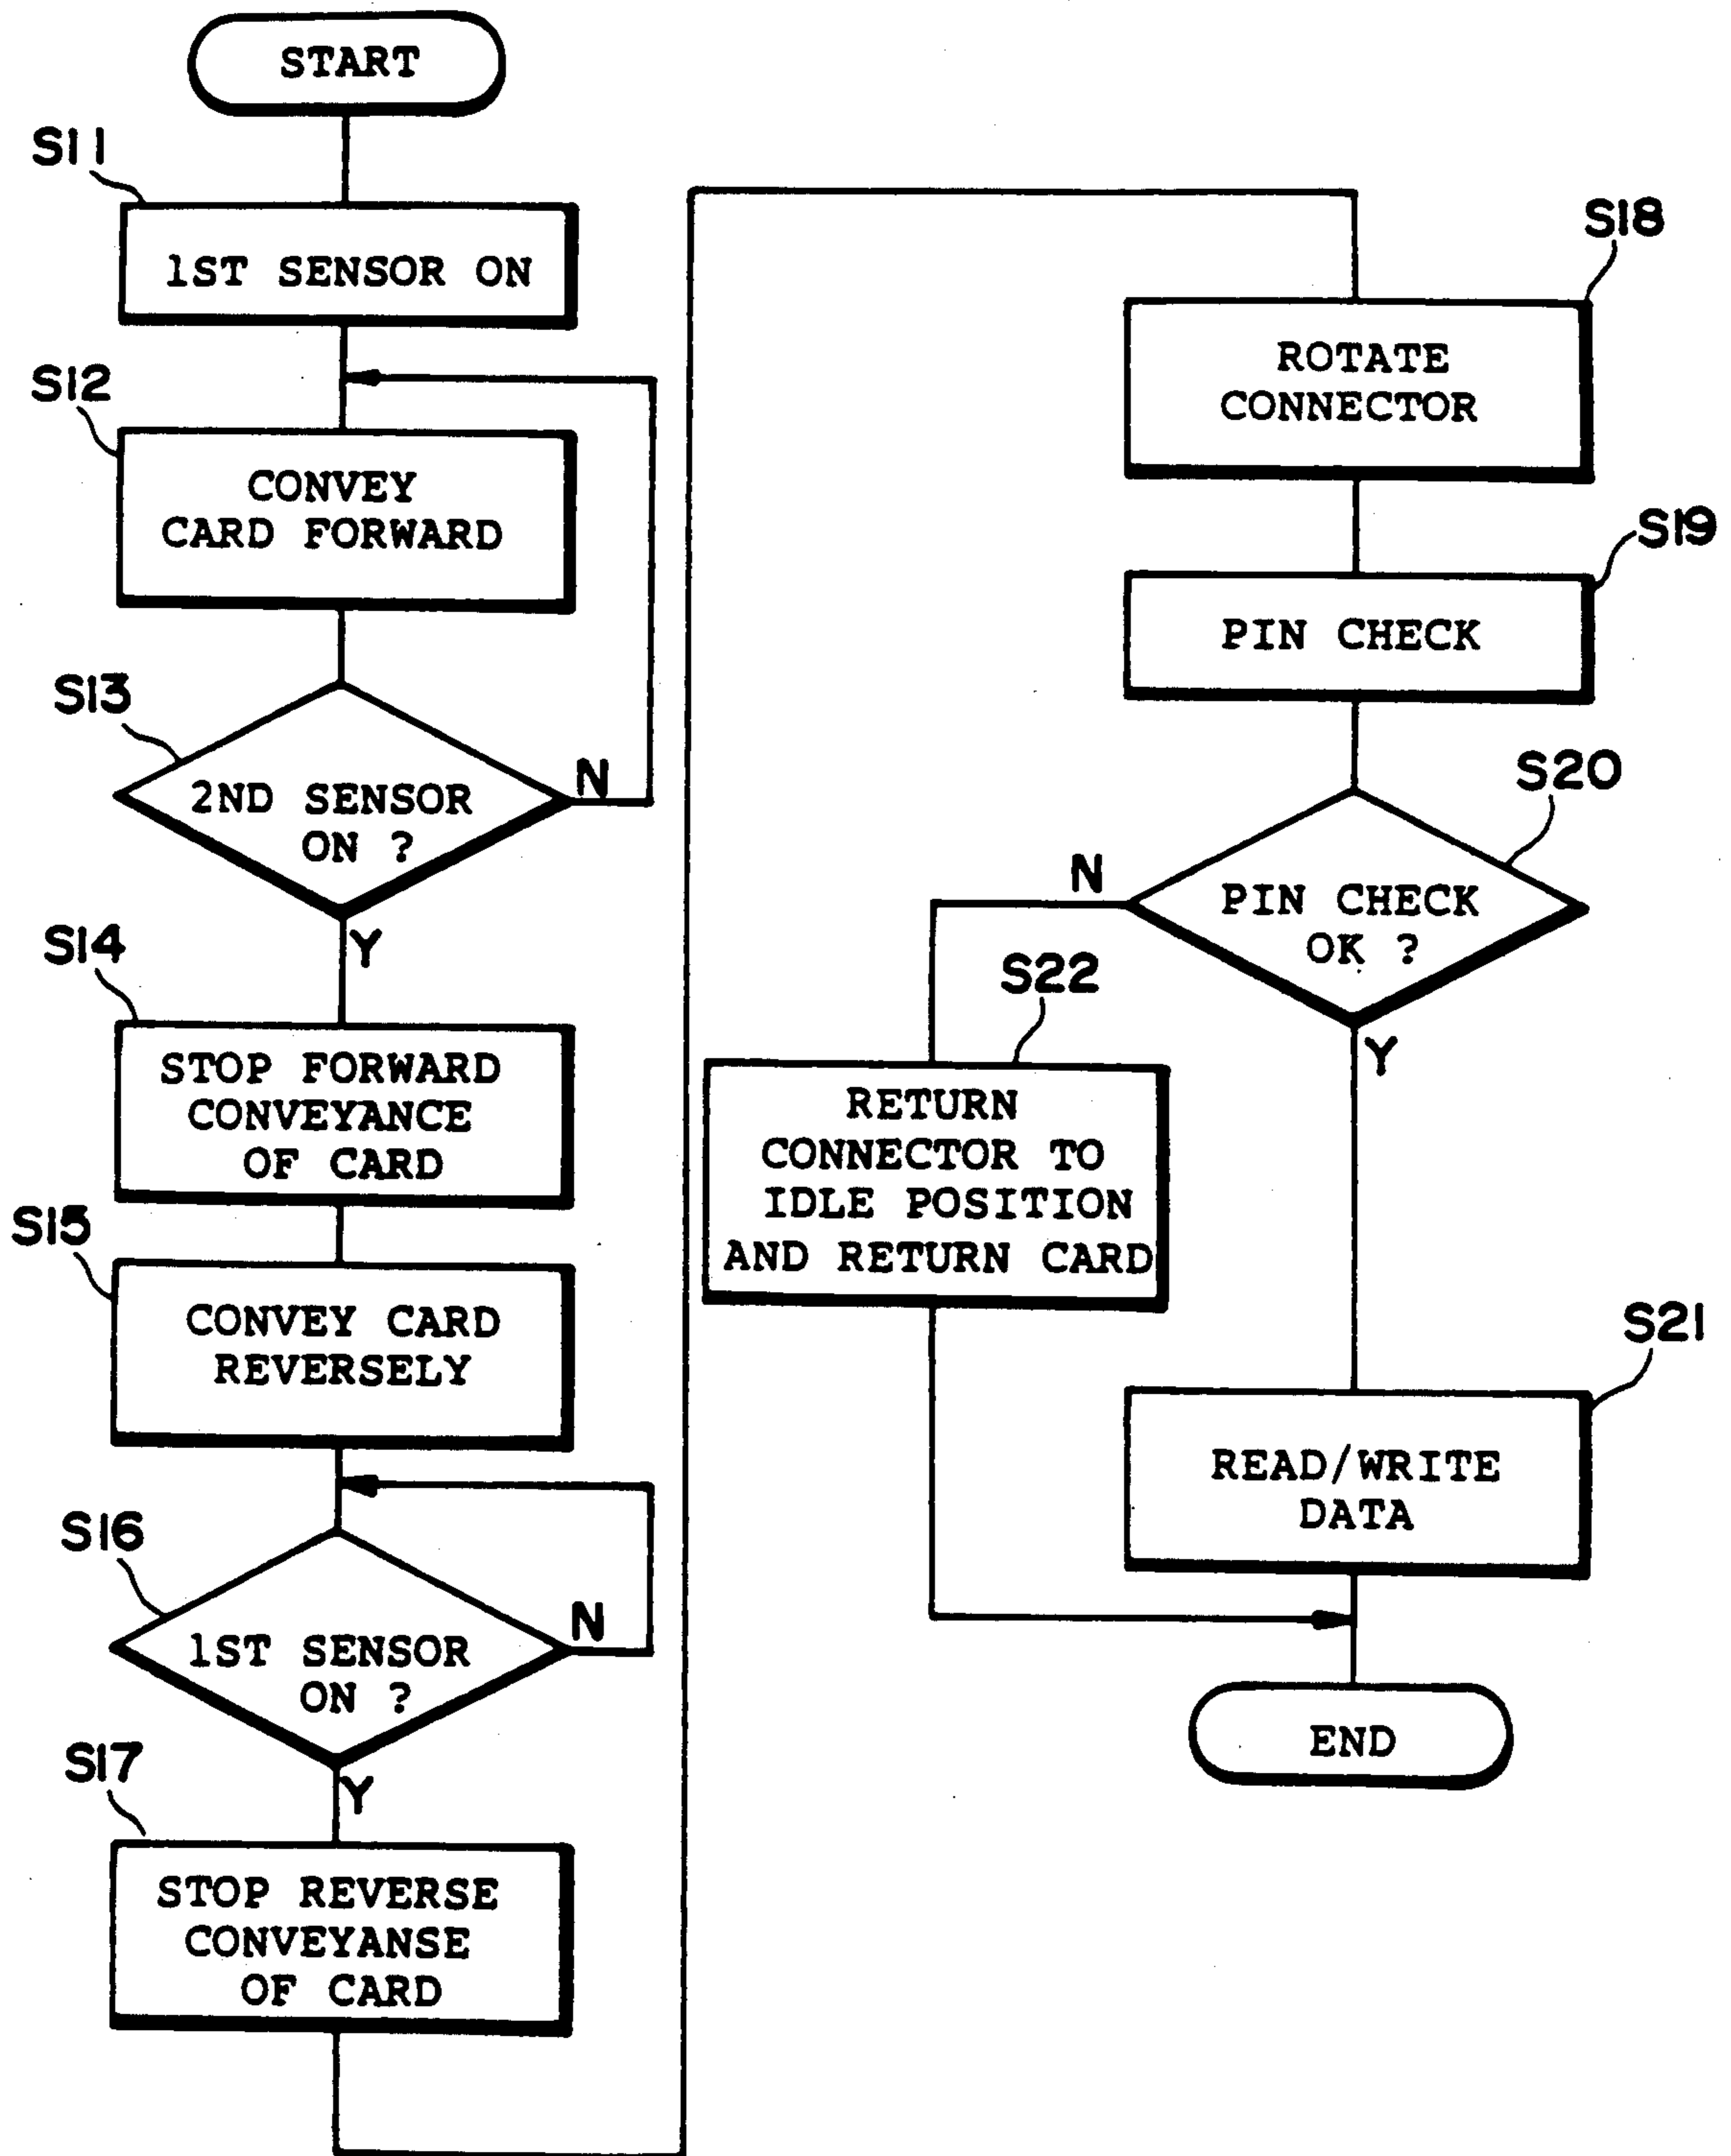 START
S11
1ST SENSOR ON
S12
CONVEY
CARD FORWARD
S13
2ND SENSOR
ON ?
N
Y
S14
STOP FORWARD
CONVEYANCE
OF CARD
S15
CONVEY CARD
REVERSELY
S16
1ST SENSOR
ON ?
N
Y
S17
STOP REVERSE
CONVEYANSE
OF CARD
S18
ROTATE
CONNECTOR
S19
PIN CHECK
S20
PIN CHECK
OK ?
N
Y
S22
RETURN
CONNECTOR TO
IDLE POSITION
AND RETURN CARD
S21
READ/WRITE
DATA
END